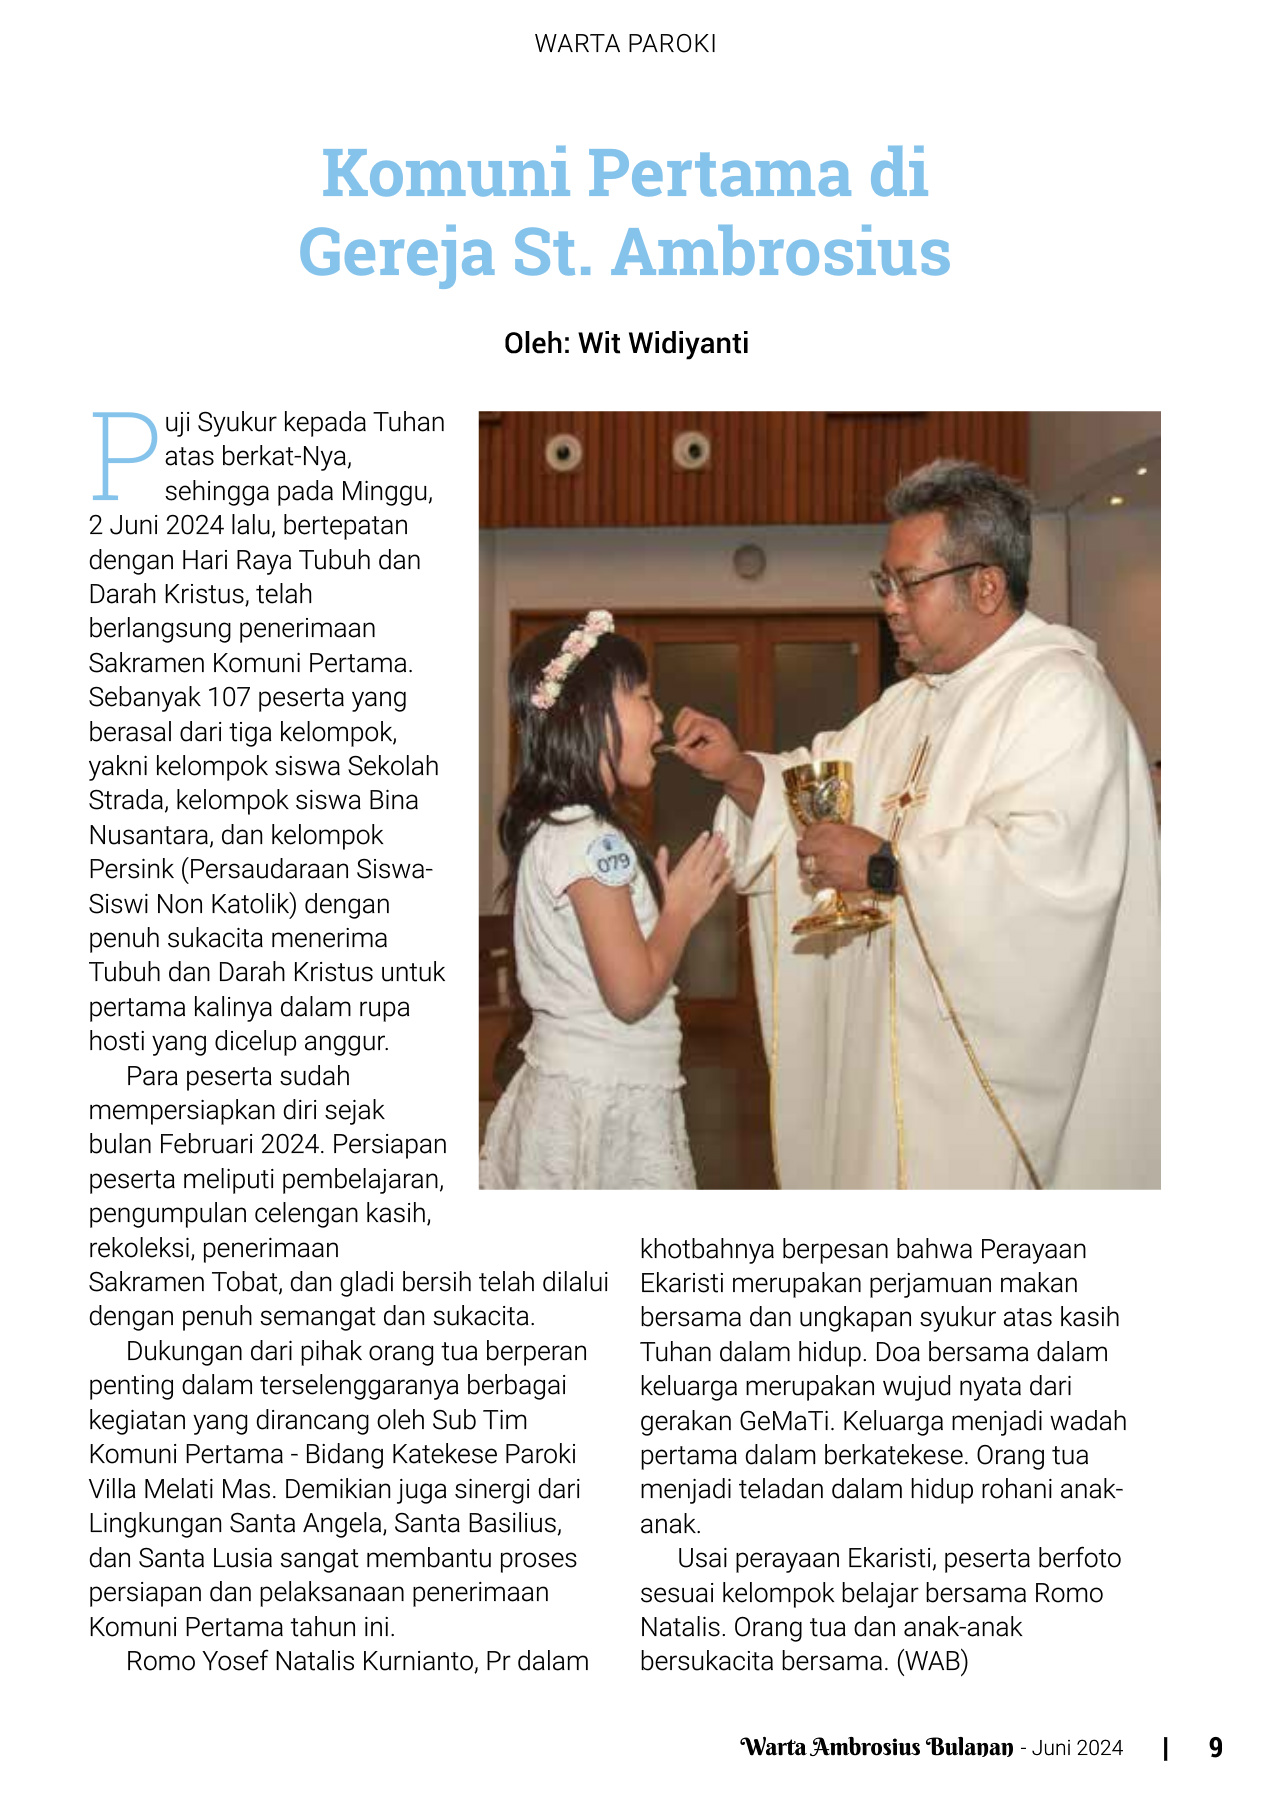 WARTA PAROKI
Komuni Pertama di
Gereja St. Ambrosius
Oleh: Wit Widiyanti
Puji Syukur kepada Tuhan
atas berkat-Nya,
sehingga pada Minggu,
2 Juni 2024 lalu, bertepatan
dengan Hari Raya Tubuh dan
Darah Kristus, telah
berlangsung penerimaan
Sakramen Komuni Pertama.
Sebanyak 107 peserta yang
berasal dari tiga kelompok,
yakni kelompok siswa Sekolah
Strada, kelompok siswa Bina
Nusantara, dan kelompok
Persink (Persaudaraan Siswa-
Siswi Non Katolik) dengan
penuh sukacita menerima
Tubuh dan Darah Kristus untuk
pertama kalinya dalam rupa
hosti yang dicelup anggur.
Para peserta sudah
mempersiapkan diri sejak
bulan Februari 2024. Persiapan
peserta meliputi pembelajaran,
pengumpulan celengan kasih,
rekoleksi, penerimaan
Sakramen Tobat, dan gladi bersih telah dilalui
dengan penuh semangat dan sukacita.
Dukungan dari pihak orang tua berperan
penting dalam terselenggaranya berbagai
kegiatan yang dirancang oleh Sub Tim
Komuni Pertama - Bidang Katekese Paroki
Villa Melati Mas. Demikian juga sinergi dari
Lingkungan Santa Angela, Santa Basilius,
dan Santa Lusia sangat membantu proses
persiapan dan pelaksanaan penerimaan
Komuni Pertama tahun ini.
Romo Yosef Natalis Kurnianto, Pr dalam
079
khotbahnya berpesan bahwa Perayaan
Ekaristi merupakan perjamuan makan
bersama dan ungkapan syukur atas kasih
Tuhan dalam hidup. Doa bersama dalam
keluarga merupakan wujud nyata dari
gerakan GeMaTi. Keluarga menjadi wadah
pertama dalam berkatekese. Orang tua
menjadi teladan dalam hidup rohani anak-
anak.
Usai perayaan Ekaristi, peserta berfoto
sesuai kelompok belajar bersama Romo
Natalis. Orang tua dan anak-anak
bersukacita bersama. (WAB)
Warta Ambrosius Bulanan - Juni 2024 | 9